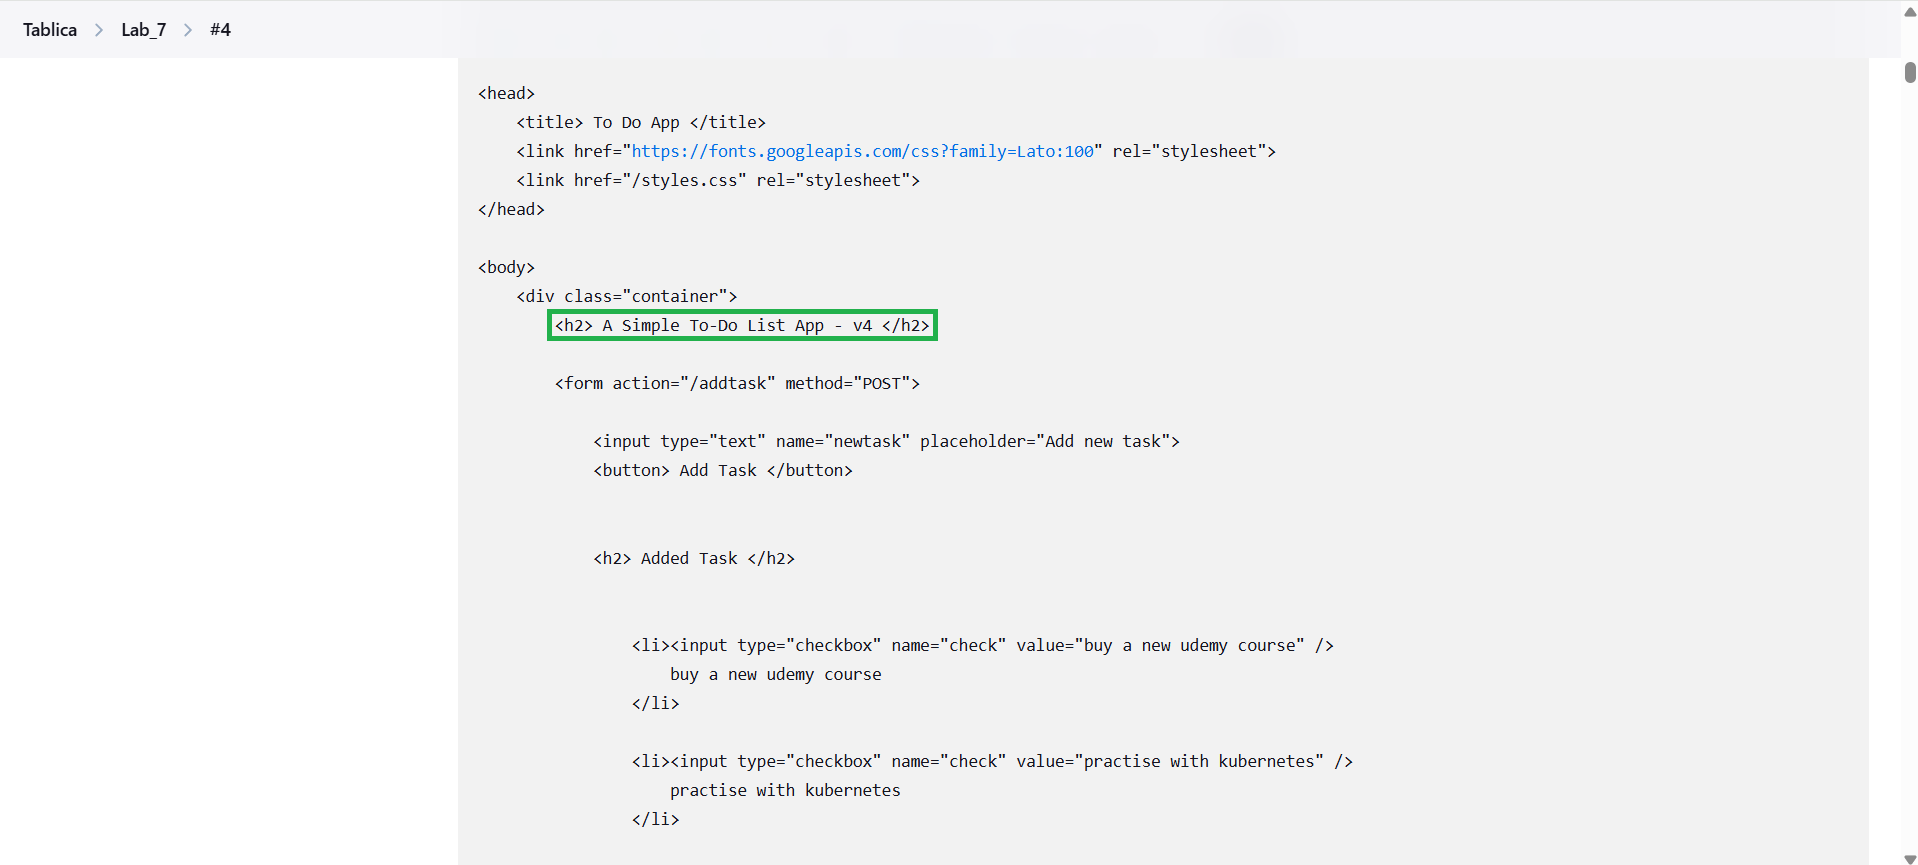 Tablica > Lab_7 > #4
<head>
<title> To Do App </title>
<link href="https://fonts.googleapis.com/css?family=Lato:100" rel="stylesheet">
<link href="/styles.css" rel="stylesheet">
</head>
<body>
<div class="container">
<h2> A Simple To-Do List App - v4 </h2>
<form action="/addtask" method="POST">
<input type="text" name="newtask" placeholder="Add new task">
<button> Add Task </button>
<h2> Added Task </h2>
<li><input type="checkbox" name="check" value="buy a new udemy course" />
buy a new udemy course
</li>
<li><input type="checkbox" name="check" value="practise with kubernetes" />
practise with kubernetes
</li>